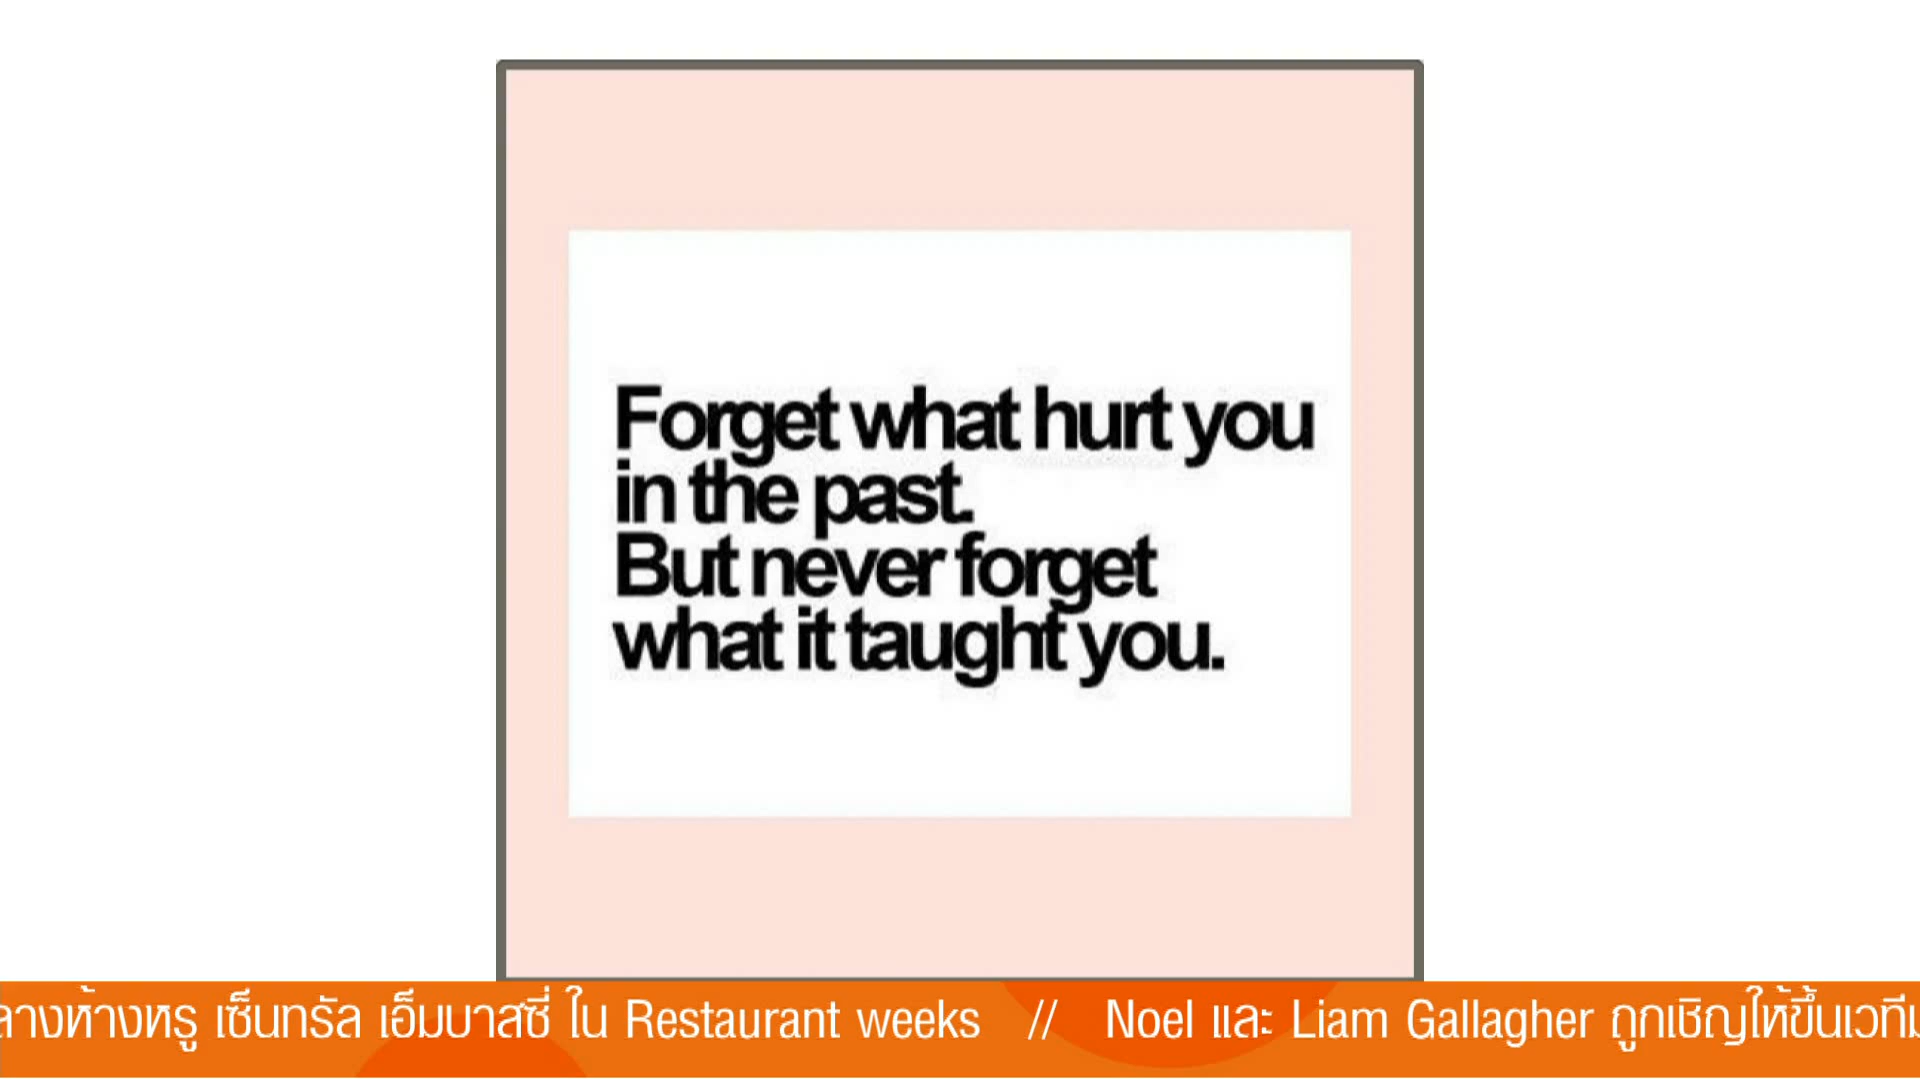 Forget what hurt you
in the past.
But never forget
what it taught you.
ลางห้างหรู เซ็นทรัล เอ็มบาสซี่ ใน Restaurant weeks // Noel และ Liam Gallagher ถูกเชิญให้ขึ้นเวที